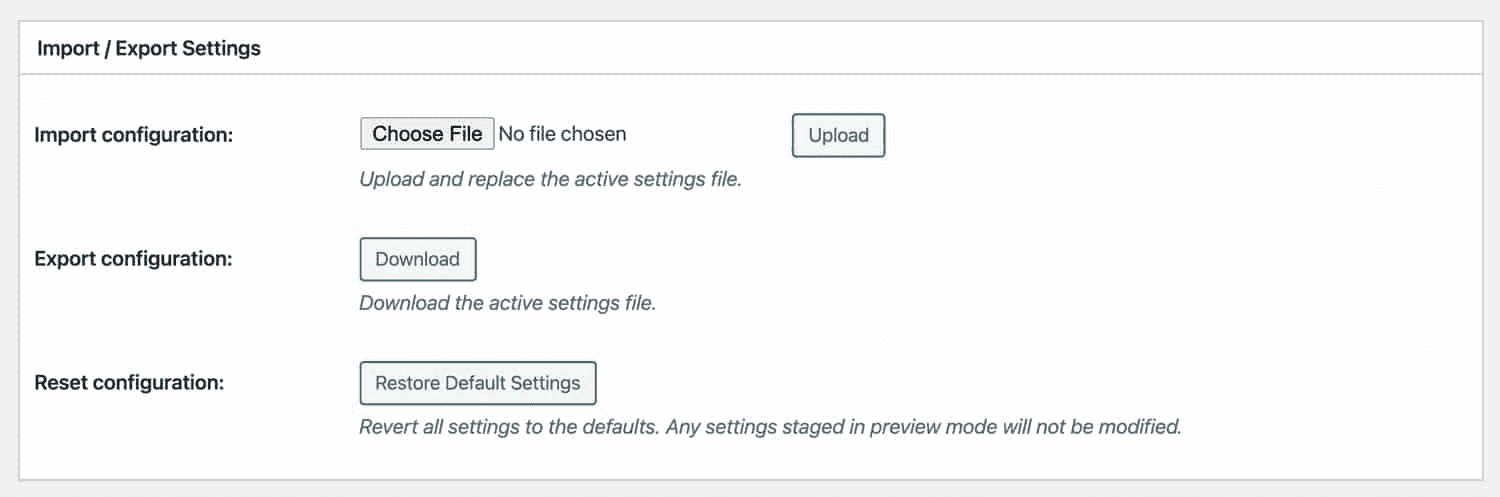 Import / Export Settings
Import configuration:
Choose File No file chosen
Upload
Upload and replace the active settings file.
Export configuration:
Download
Download the active settings file.
Reset configuration:
Restore Default Settings
Revert all settings to the defaults. Any settings staged in preview mode will not be modified.